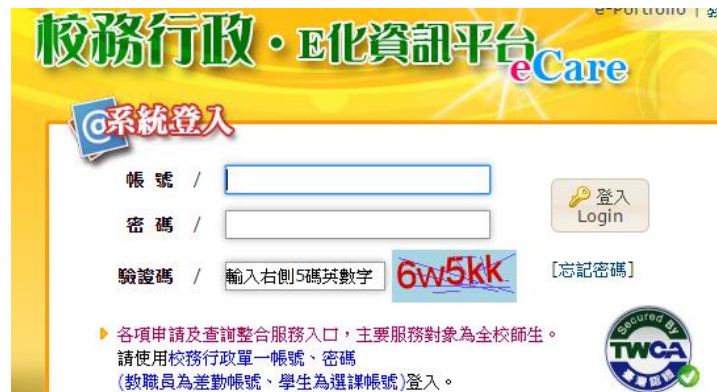 e-Portfolio |
校務行政・E化資訊平台
eCare
@系統登入
帳 號 /
登入
Login
密 碼 /
驗證碼 / 輸入右側5碼英數字 6w5kk [忘記密碼]
各項申請及查詢整合服務入口，主要服務對象為全校師生。
請使用校務行政單一帳號、密碼
(教職員為差勤帳號、學生為選課帳號)登入。
Secured By
TWCA